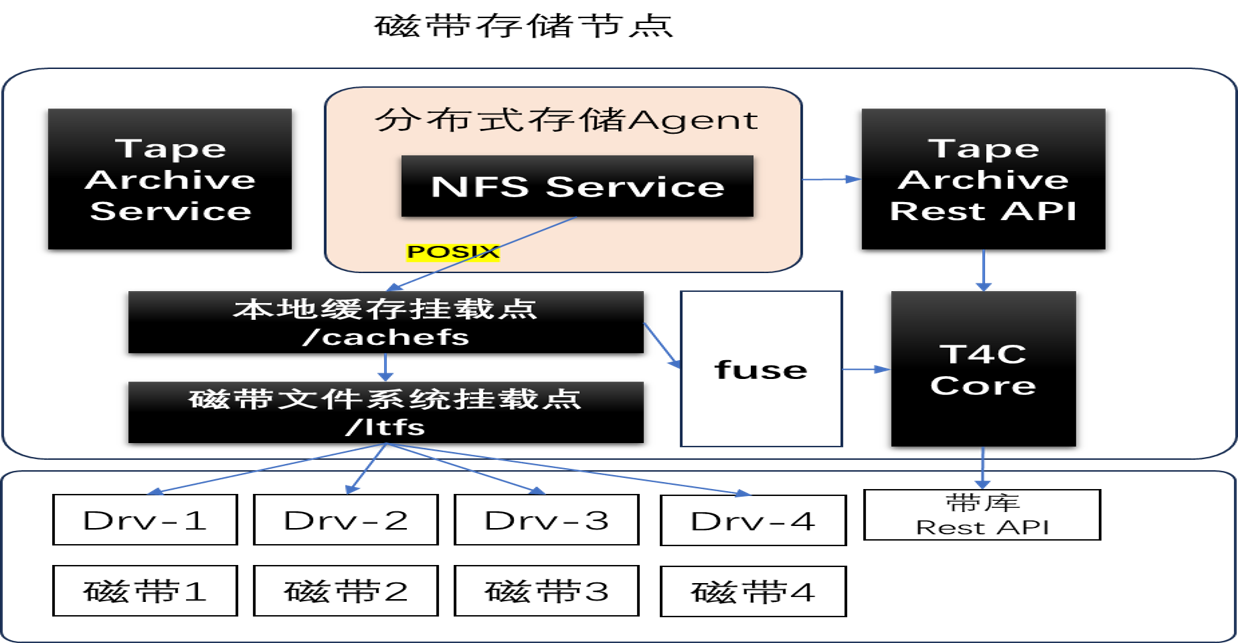 磁带存储节点
Tape
Archive
Service
分布式存储Agent
NFS Service
POSIX
Tape
Archive
Rest API
本地缓存挂载点
/cachefs
磁带文件系统挂载点
/ltfs
fuse
T4C
Core
Drv-1
Drv-2
Drv-3
Drv-4
带库
Rest API
磁带1
磁带2
磁带3
磁带4